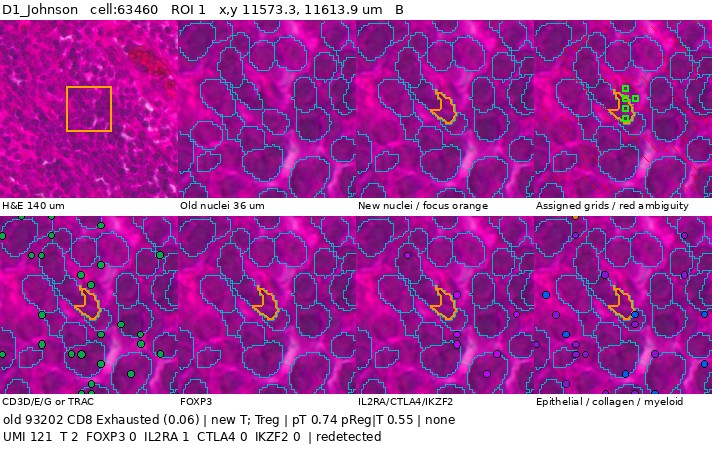 D1_Johnson cell:63460 ROI 1 x,y 11573.3, 11613.9 um B
H&E 140 um
Old nuclei 36 um
New nuclei / focus orange
Assigned grids / red ambiguity
CD3D/E/G or TRAC
FOXP3
IL2RA/CTLA4/IKZF2
Epithelial / collagen / myeloid
old 93202 CD8 Exhausted (0.06) | new T; Treg | pT 0.74 pReg|T 0.55 | none
UMI 121 T 2 FOXP3 0 IL2RA 1 CTLA4 0 IKZF2 0 | redetected